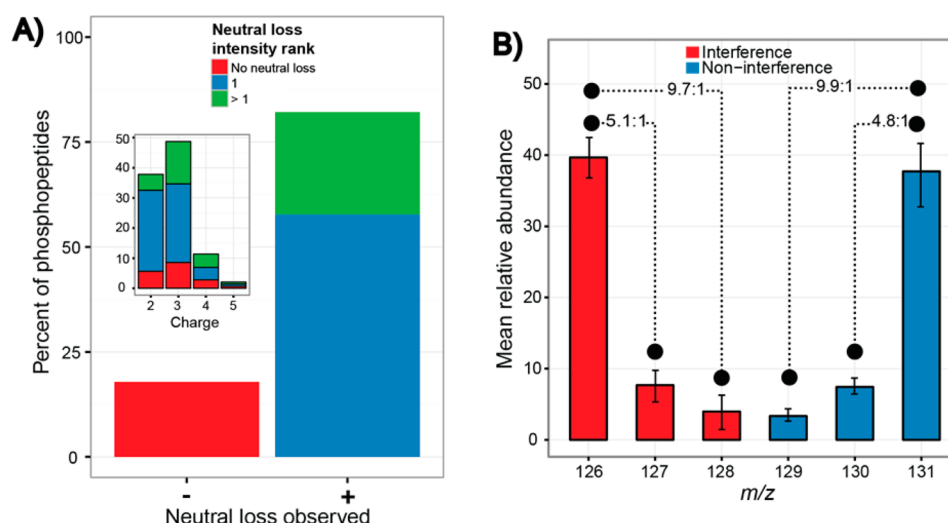 A)
Neutral loss
intensity rank
No neutral loss
1
> 1
100
75
50
25
0
Percent of phosphopeptides
50
40
30
20
10
0
2 3 4 5
Charge
- +
Neutral loss observed
B)
Interference
Non-interference
50
40
30
20
10
0
Mean relative abundance
9.7:1
9.9:1
5.1:1
4.8:1
126 127 128 129 130 131
m/z